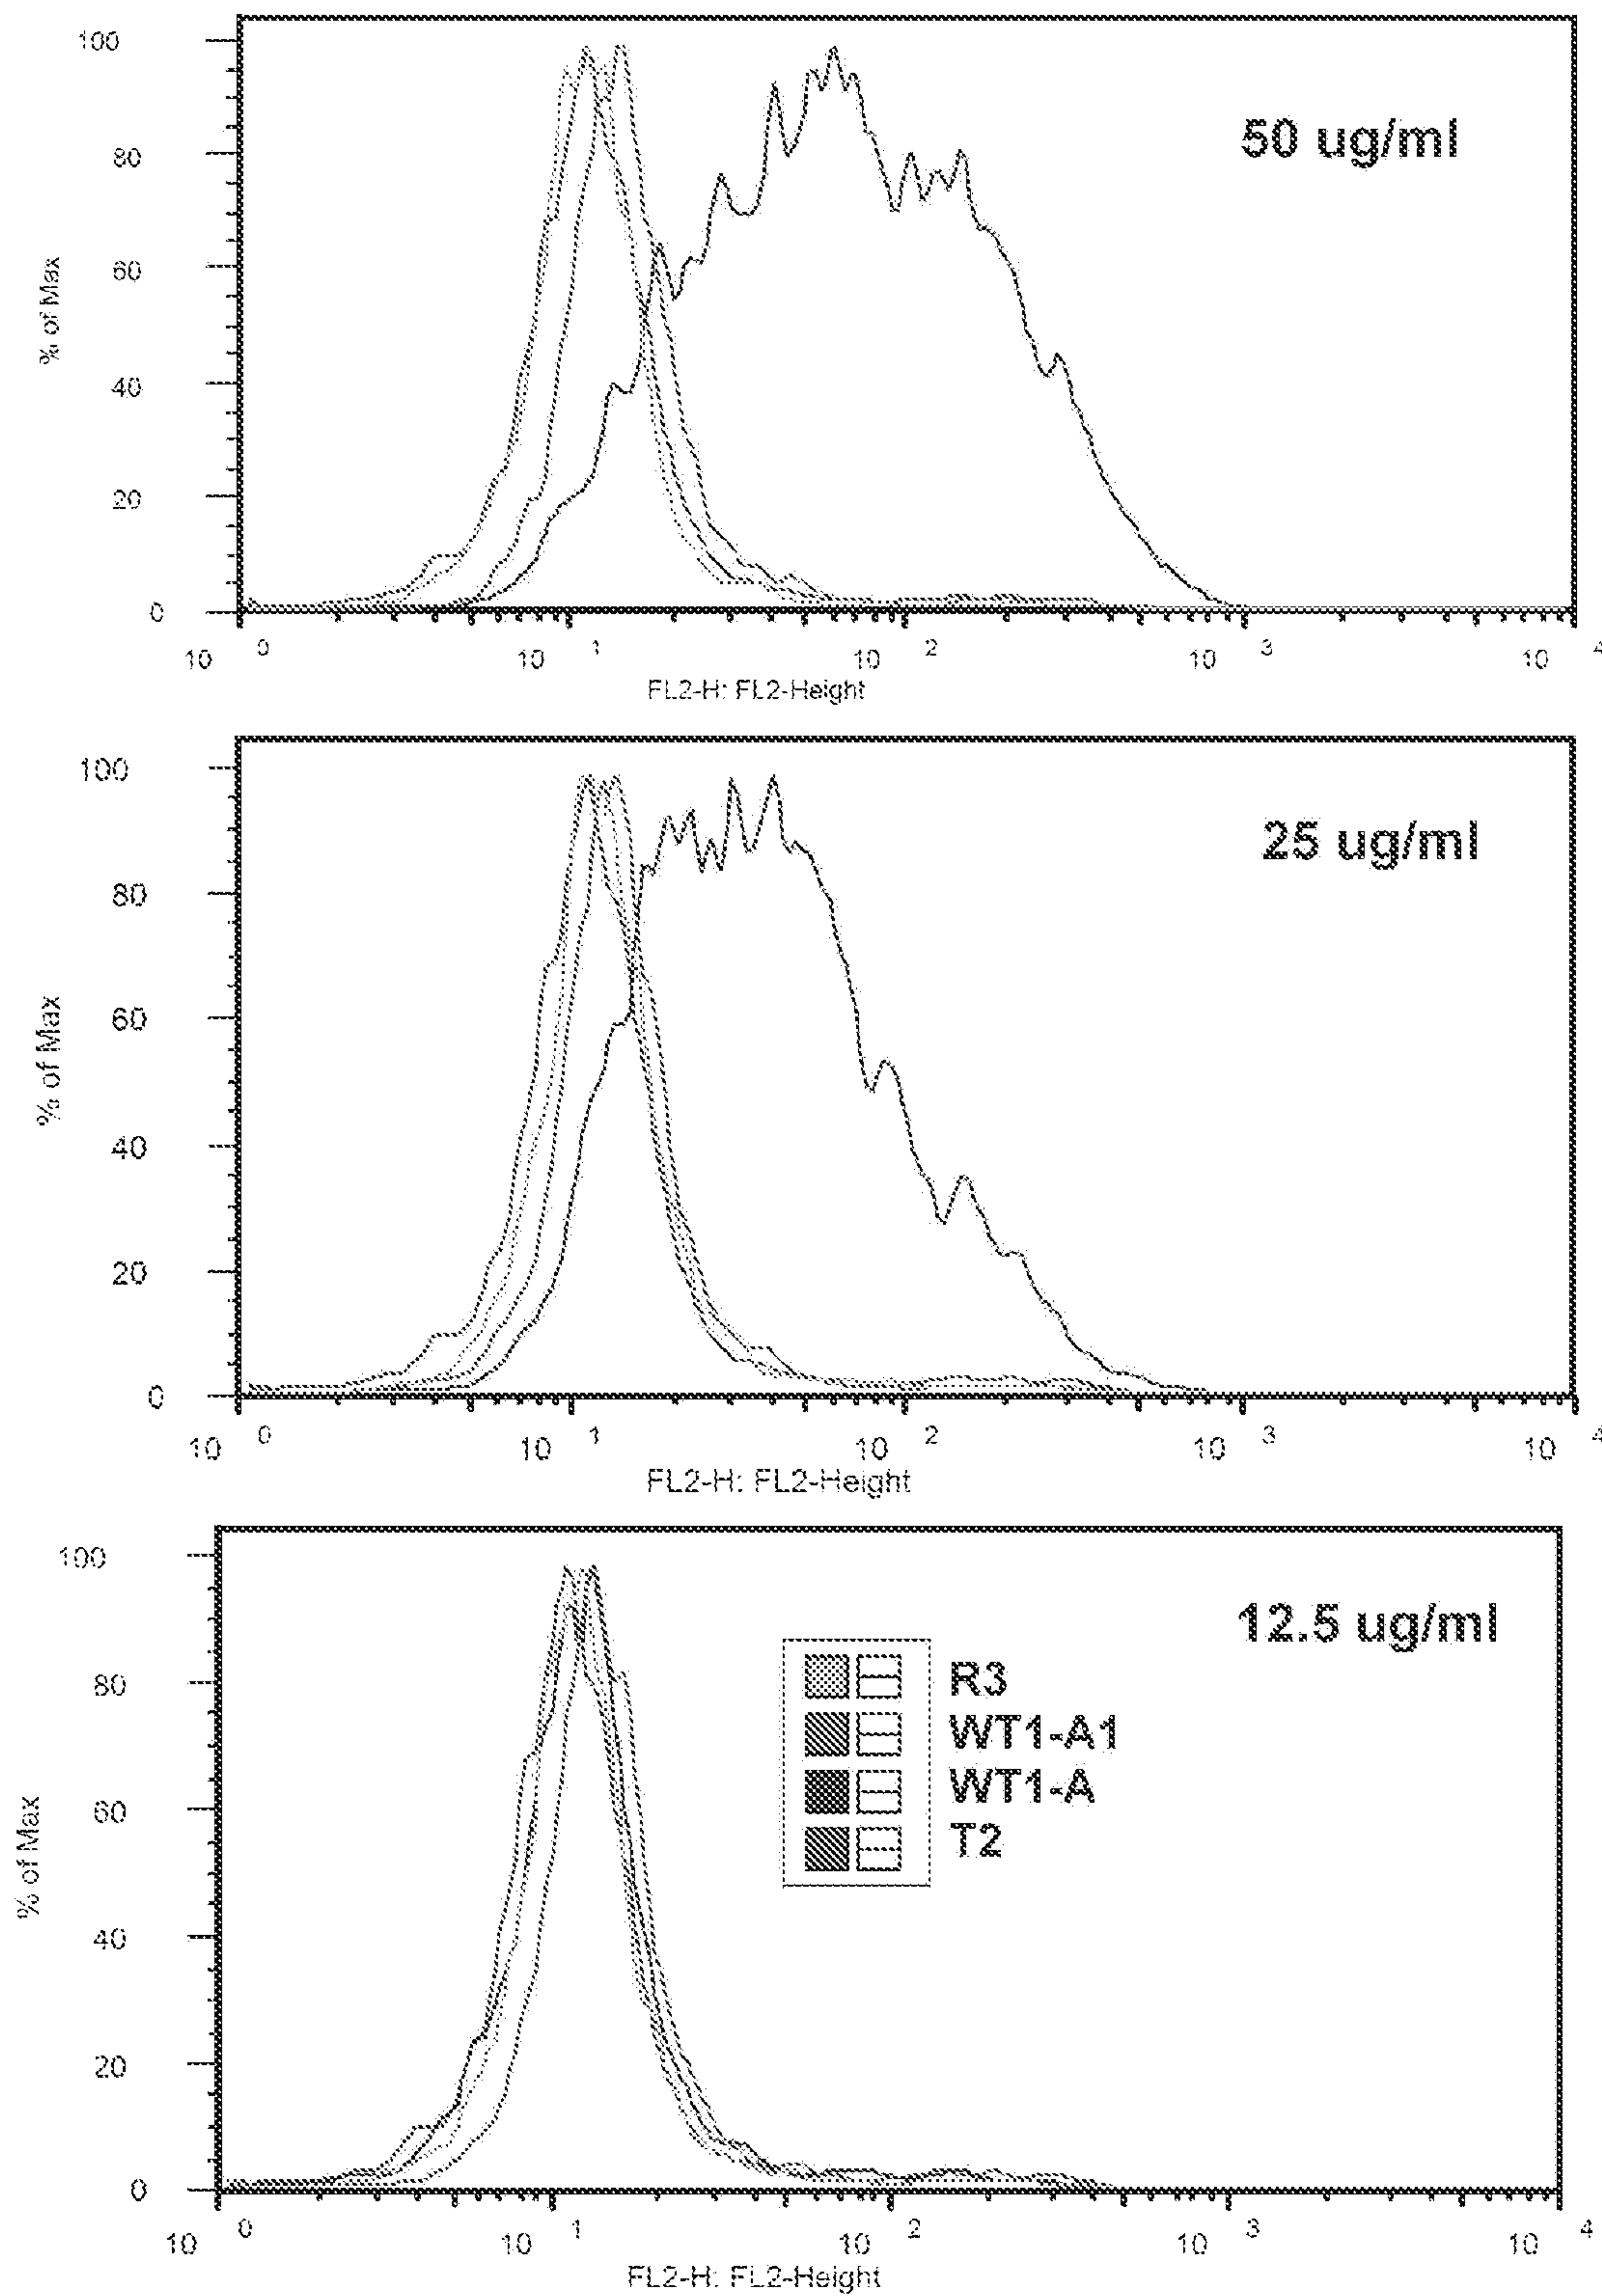 100
50 ug/ml
80
60
% of Max
40
20
0
10 0 10 1 10 2 10 3 10 4
FL2-H: FL2-Height
100
25 ug/ml
80
60
% of Max
40
20
0
10 0 10 1 10 2 10 3 10 4
FL2-H: FL2-Height
100
12.5 ug/ml
80
R3
WT1-A1
WT1-A
T2
60
% of Max
40
20
0
10 0 10 1 10 2 10 3 10 4
FL2-H: FL2-Height